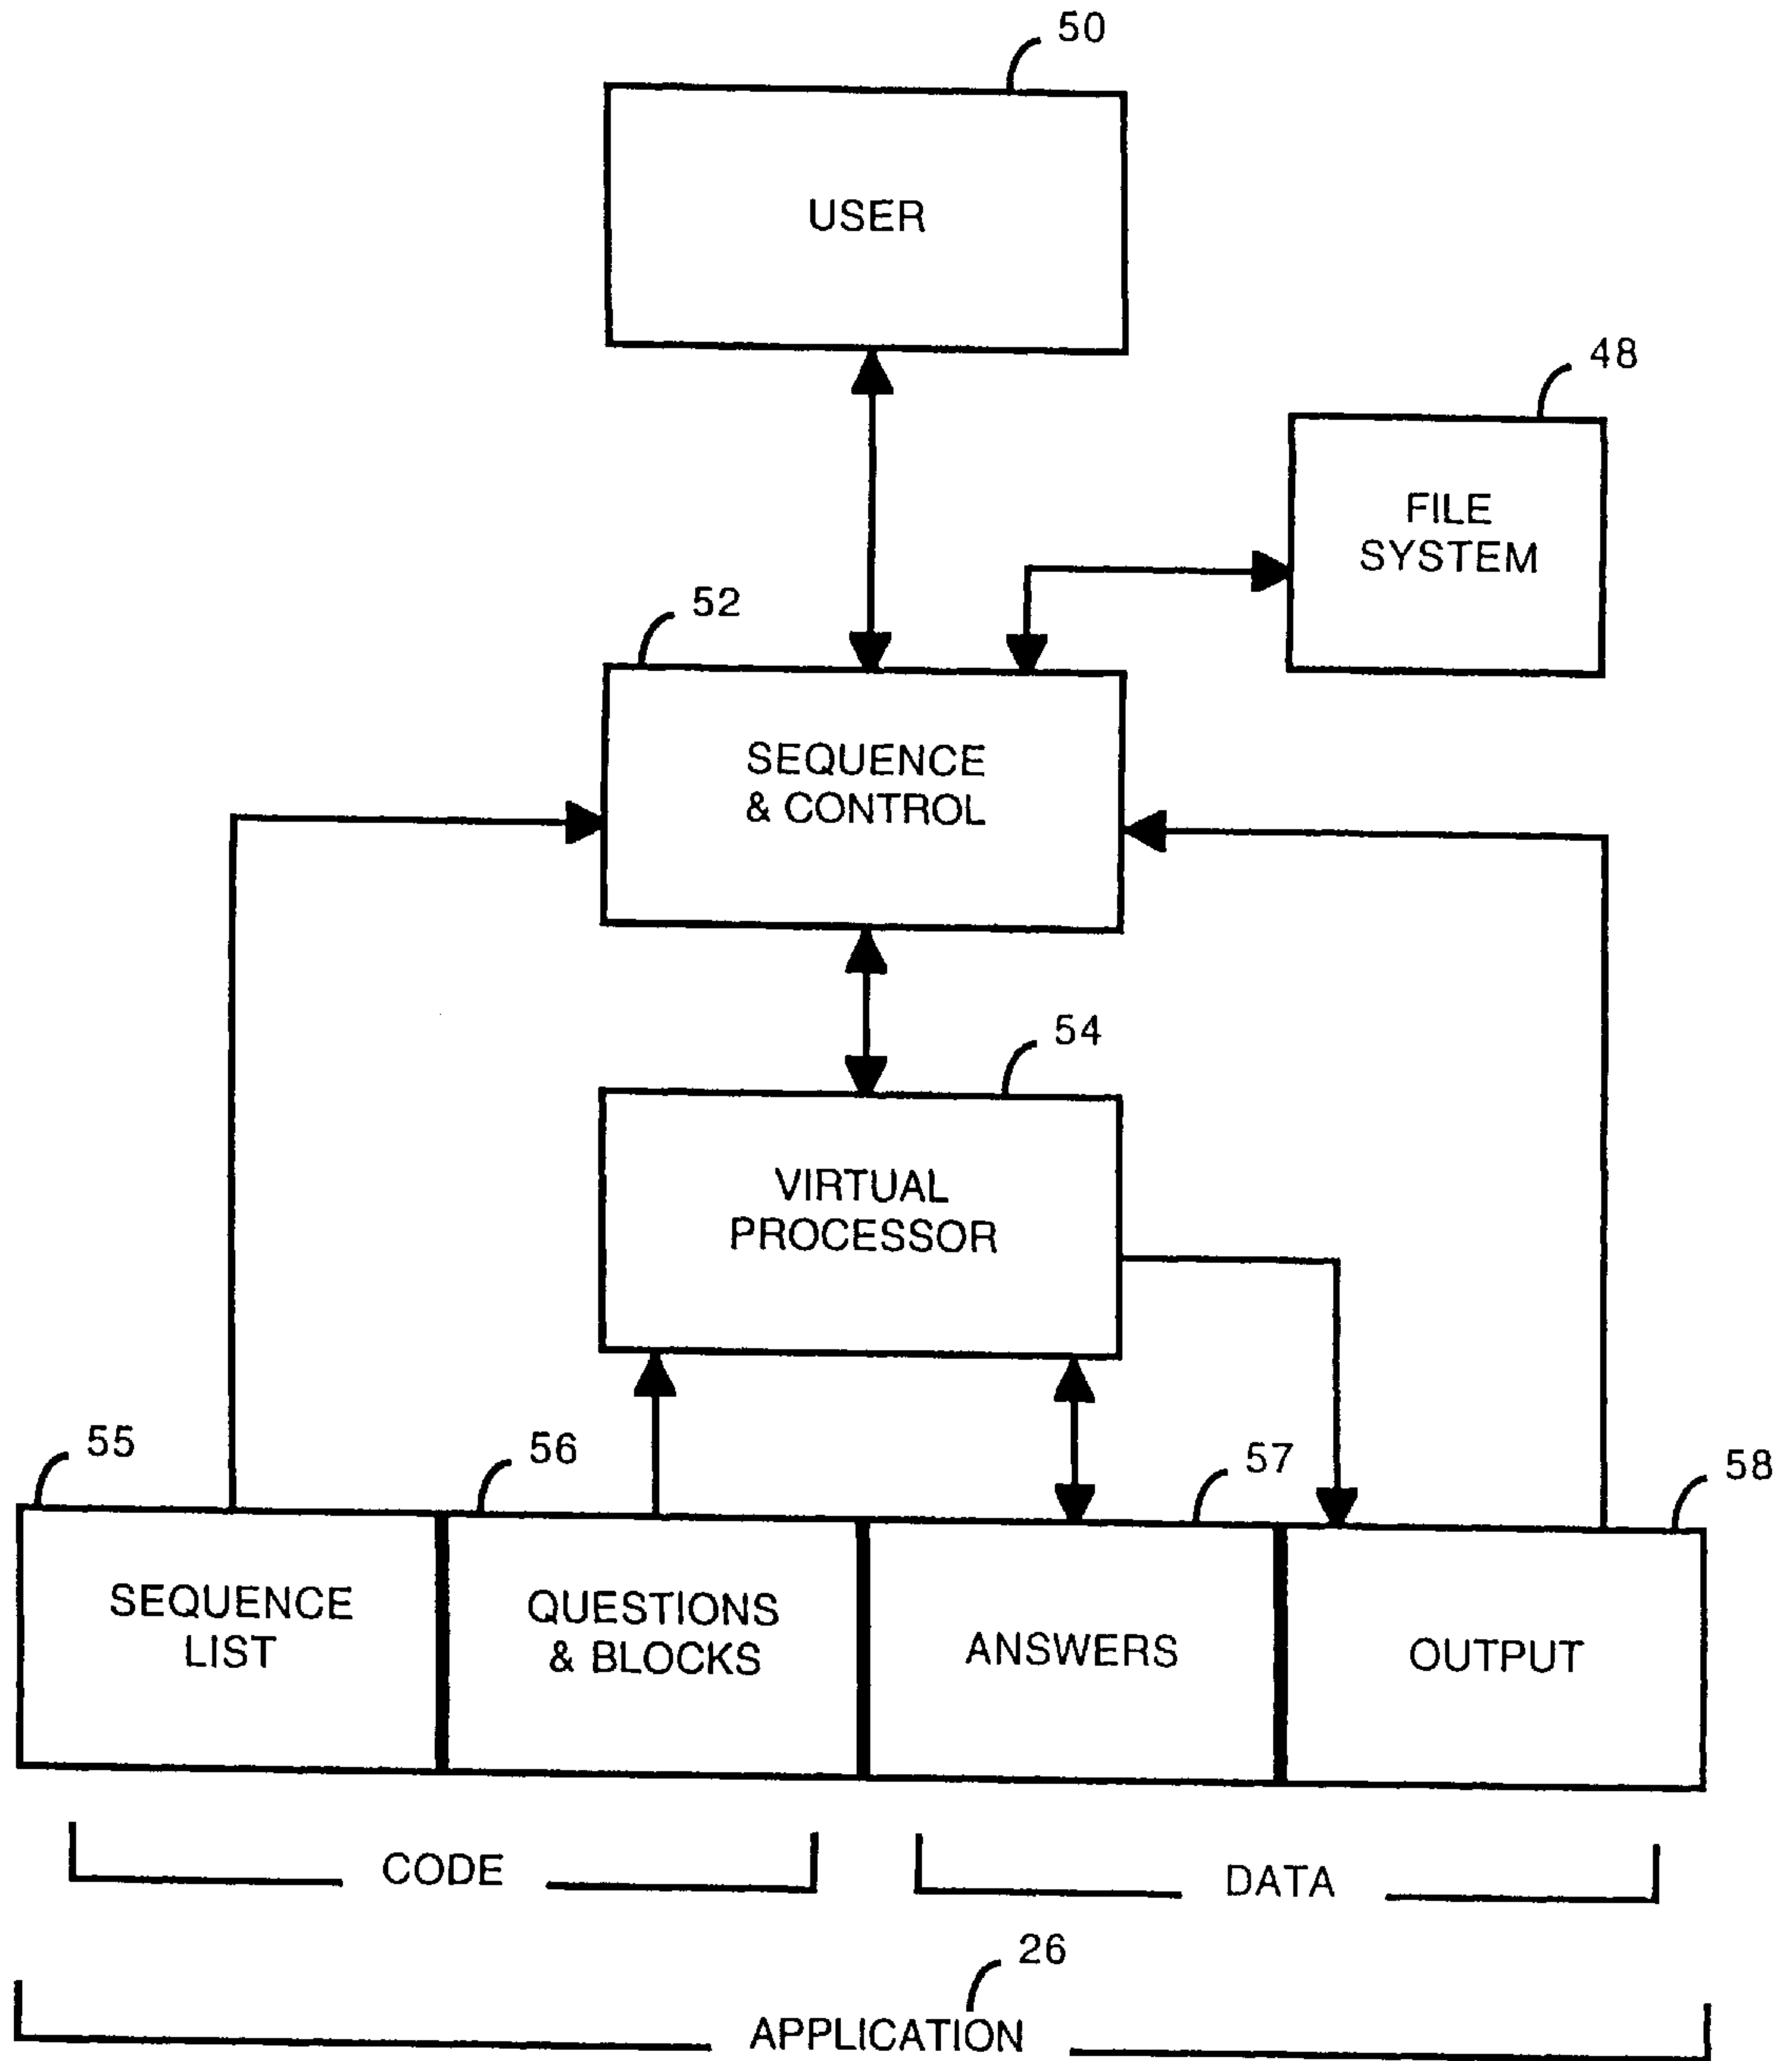 50
USER
48
FILE
SYSTEM
52
SEQUENCE
& CONTROL
54
VIRTUAL
PROCESSOR
55
56
57
58
SEQUENCE
LIST
QUESTIONS
& BLOCKS
ANSWERS
OUTPUT
CODE
DATA
26
APPLICATION